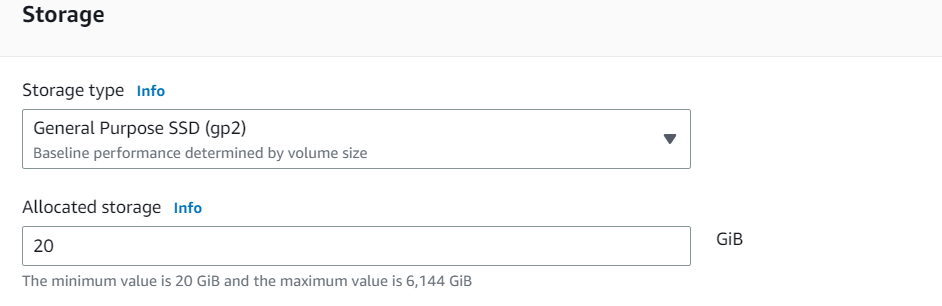 Storage
Storage type Info
General Purpose SSD (gp2)
Baseline performance determined by volume size
Allocated storage Info
20
GiB
The minimum value is 20 GiB and the maximum value is 6,144 GiB